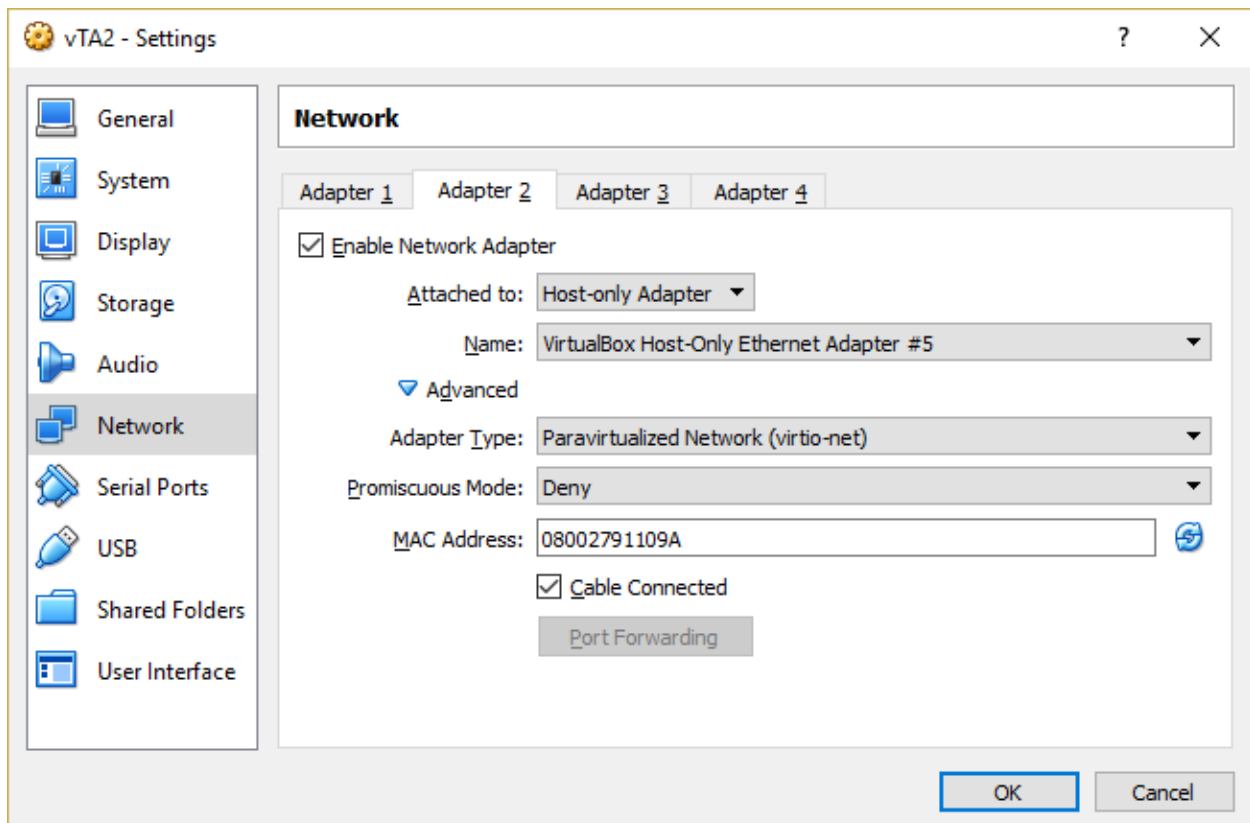 vTA2 - Settings
?
General
System
Display
Storage
Audio
Network
Serial Ports
USB
Shared Folders
User Interface
Network
Adapter 1 Adapter 2 Adapter 3 Adapter 4
Enable Network Adapter
Attached to: Host-only Adapter
Name: VirtualBox Host-Only Ethernet Adapter #5
Advanced
Adapter Type: Paravirtualized Network (virtio-net)
Promiscuous Mode: Deny
MAC Address: 08002791109A
Cable Connected
Port Forwarding
OK Cancel